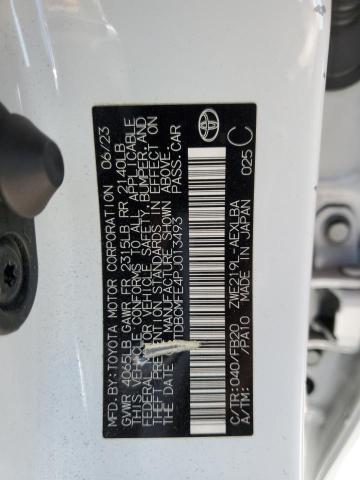 MFD.BY:TOYOTA MOTOR CORPORATION 06/23
GVWR 4065LB GAWR FR 2315LB RR 2140LB
THIS VEHICLE CONFORMS TO ALL APPLICABLE
FEDERAL MOTOR VEHICLE SAFETY, BUMPER, AND
THEFT PREVENTION STANDARDS IN EFFECT ON
THE DATE OF MANUFACTURE SHOWN ABOVE.
JTDBCMFE4PJ013493 PASS.CAR
C/TR:040/FB20 ZWE219L-AEXLBA
A/TM: /PA10 MADE IN JAPAN 025 C